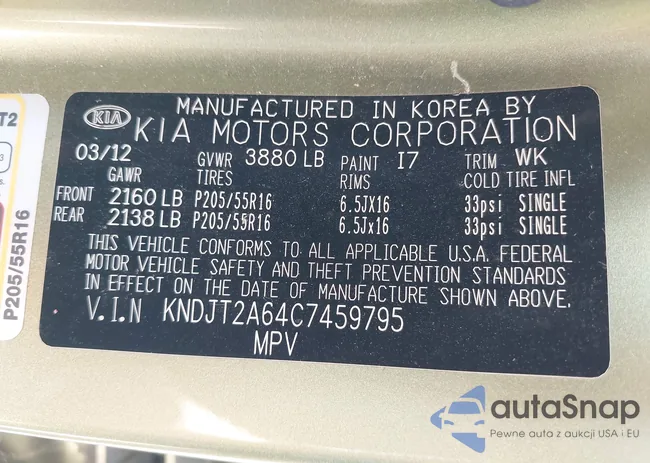 MANUFACTURED IN KOREA BY
KIA KIA MOTORS CORPORATION
03/12 GVWR 3880 LB PAINT I7 TRIM WK
GAWR TIRES RIMS COLD TIRE INFL
FRONT 2160 LB P205/55R16 6.5JX16 33psi SINGLE
REAR 2138 LB P205/55R16 6.5Jx16 33psi SINGLE
THIS VEHICLE CONFORMS TO ALL APPLICABLE U.S.A. FEDERAL
MOTOR VEHICLE SAFETY AND THEFT PREVENTION STANDARDS
IN EFFECT ON THE DATE OF MANUFACTURE SHOWN ABOVE.
V.I.N KNDJT2A64C7459795
MPV
P205/55R16
T2
3
s.
autaSnap
Pewne auta z aukcji USA i EU